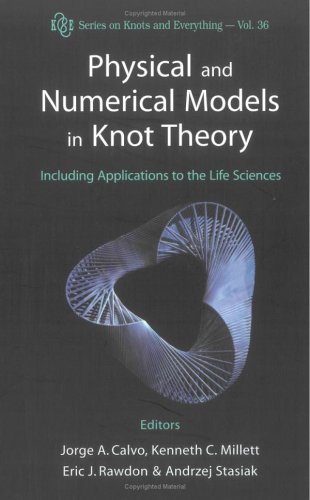 K&E Series on Knots and Everything — Vol. 36
Physical and
Numerical Models
in Knot Theory
Including Applications to the Life Sciences
Editors
Jorge A. Calvo, Kenneth C. Millett
Eric J. Rawdon & Andrzej Stasiak